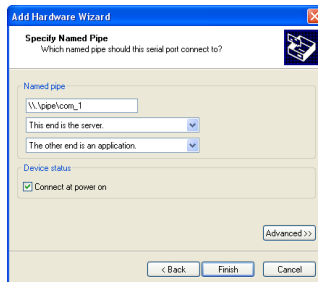 Add Hardware Wizard
Specify Named Pipe
Which named pipe should this serial port connect to?
Named pipe
\\.\pipe\com_1
This end is the server.
The other end is an application.
Device status
Connect at power on
Advanced >>
< Back
Finish
Cancel